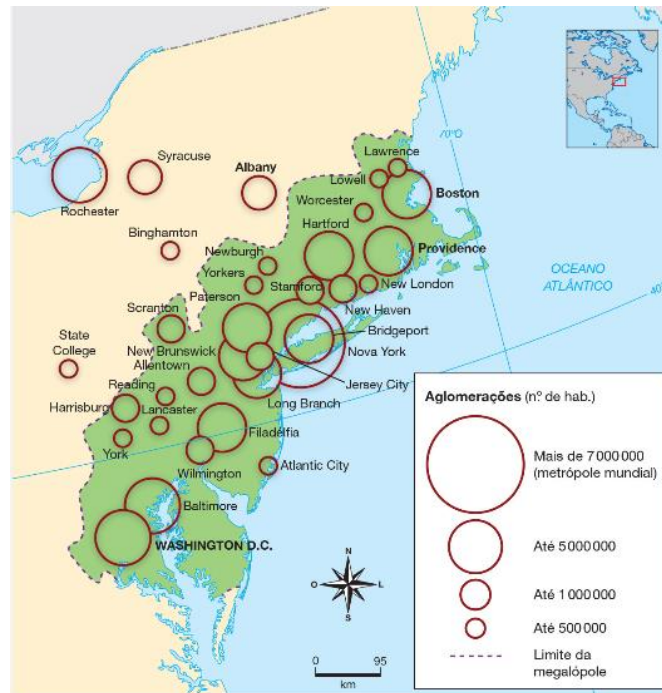 70°O
Lawrence
Syracuse
Albany
Lowell
Boston
Rochester
Worcester
Hartford
Binghamton
Newburgh
Providence
Yorkers
OCEANO
ATLÂNTICO
40°
Paterson
Stamford
New London
Scranton
New Haven
State
College
New Brunswick
Bridgeport
Allentown
Nova York
Reading
Jersey City
Harrisburg
Lancaster
Long Branch
York
Filadélfia
Wilmington
Atlantic City
Baltimore
WASHINGTON D.C.
N
O
L
S
0
95
km
Aglomerações (nº de hab.)
Mais de 7 000 000
(metrópole mundial)
Até 5 000 000
Até 1 000 000
Até 500 000
Limite da
megalópole